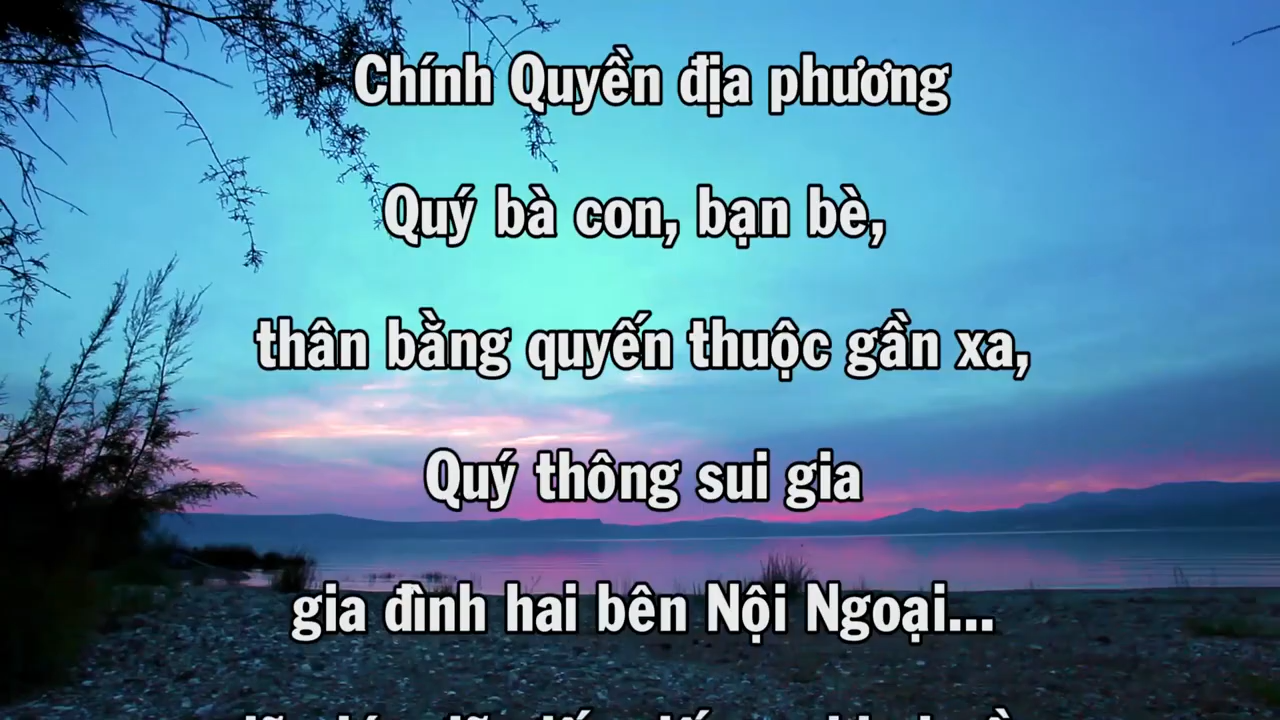 Chính Quyền địa phương
Quý bà con, bạn bè,
thân bằng quyến thuộc gần xa,
Quý thông sui gia
gia đình hai bên Nội Ngoại...